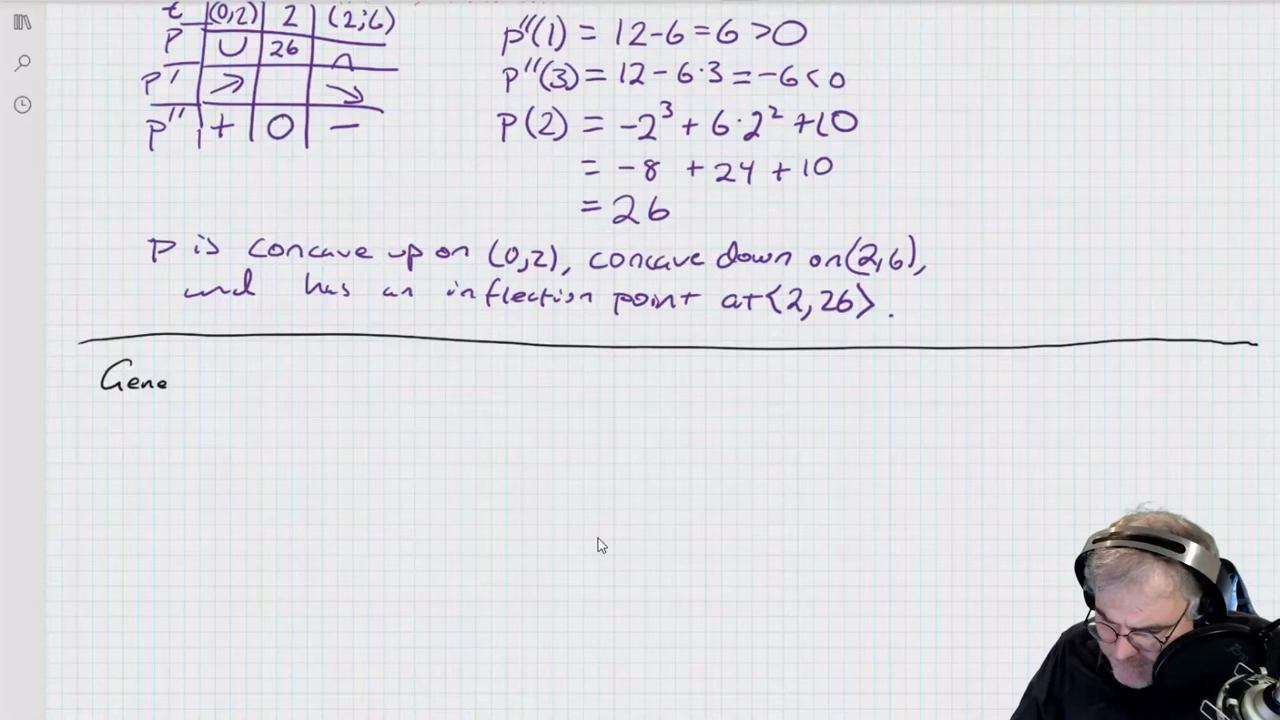 t (0,2) 2 (2,6)
P ∪ 26 ∩
P' ↗ ↘
P'' + 0 −
p''(1) = 12-6 = 6 >0
p''(3) = 12 - 6·3 = -6 < 0
P(2) = -2³ + 6·2² + 10
= -8 + 24 + 10
= 26
P is concave up on (0,2), concave down on (2,6),
and has an inflection point at ⟨2,26⟩.
Gene